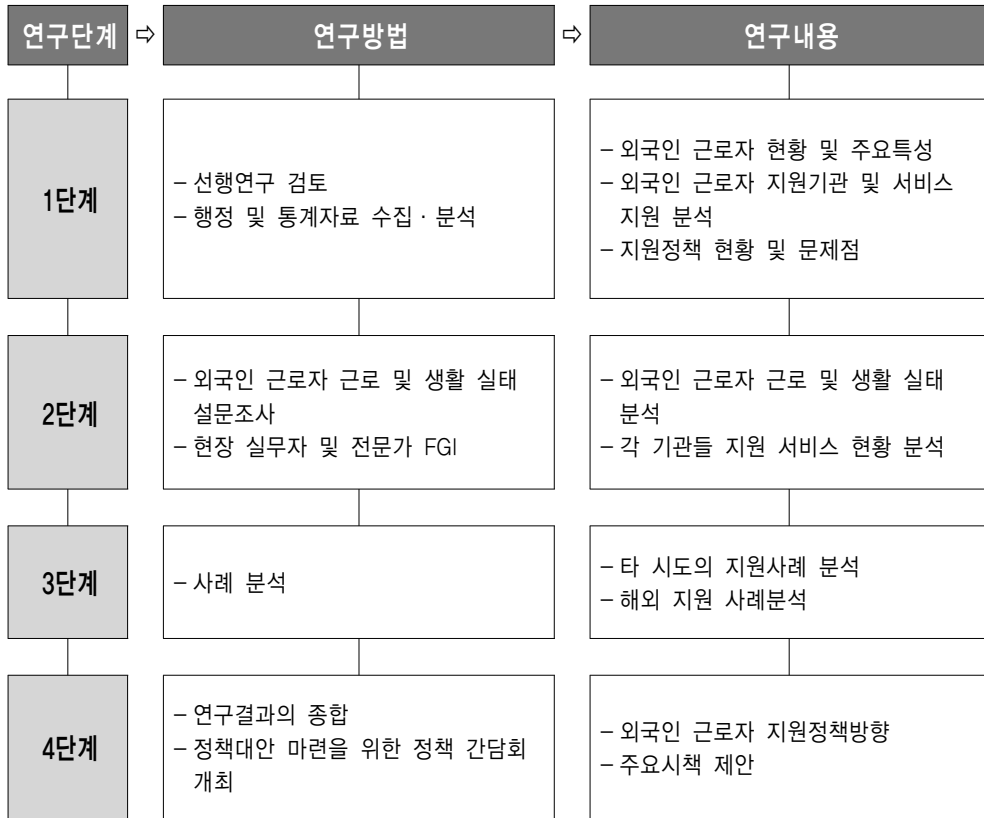 연구단계 ⇨ 연구방법 ⇨ 연구내용
1단계
– 선행연구 검토
– 행정 및 통계자료 수집·분석
– 외국인 근로자 현황 및 주요특성
– 외국인 근로자 지원기관 및 서비스
지원 분석
– 지원정책 현황 및 문제점
2단계
– 외국인 근로자 근로 및 생활 실태
설문조사
– 현장 실무자 및 전문가 FGI
– 외국인 근로자 근로 및 생활 실태
분석
– 각 기관들 지원 서비스 현황 분석
3단계
– 사례 분석
– 타 시도의 지원사례 분석
– 해외 지원 사례분석
4단계
– 연구결과의 종합
– 정책대안 마련을 위한 정책 간담회
개최
– 외국인 근로자 지원정책방향
– 주요시책 제안